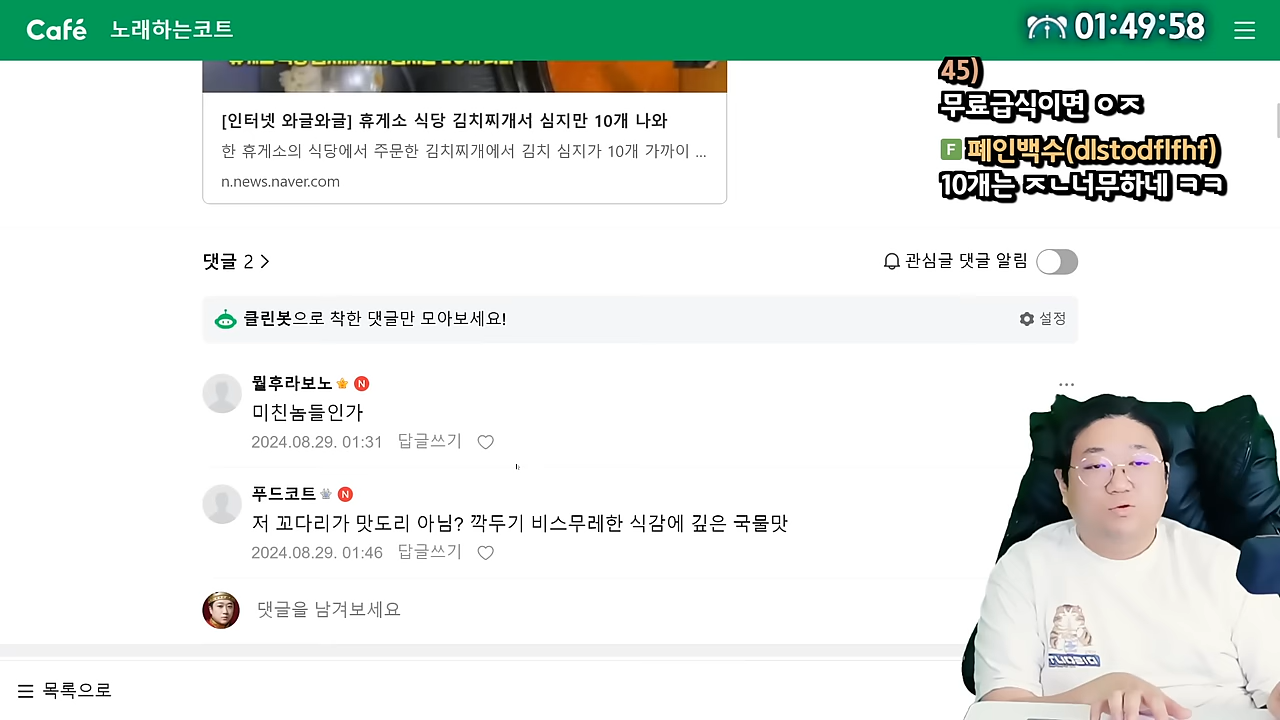 Café 노래하는코트
01:49:58
45)
무료급식이면 ㅇㅈ
F 폐인백수(dlstodflfhf)
10개는 ㅈㄴ너무하네 ㅋㅋ
[인터넷 와글와글] 휴게소 식당 김치찌개서 심지만 10개 나와
한 휴게소의 식당에서 주문한 김치찌개에서 김치 심지가 10개 가까이 ...
n.news.naver.com
댓글 2
관심글 댓글 알림
클린봇으로 착한 댓글만 모아보세요!
설정
뭘후라보노 N
미친놈들인가
2024.08.29. 01:31 답글쓰기
푸드코트 N
저 꼬다리가 맛도리 아님? 깍두기 비스무레한 식감에 깊은 국물맛
2024.08.29. 01:46 답글쓰기
댓글을 남겨보세요
목록으로